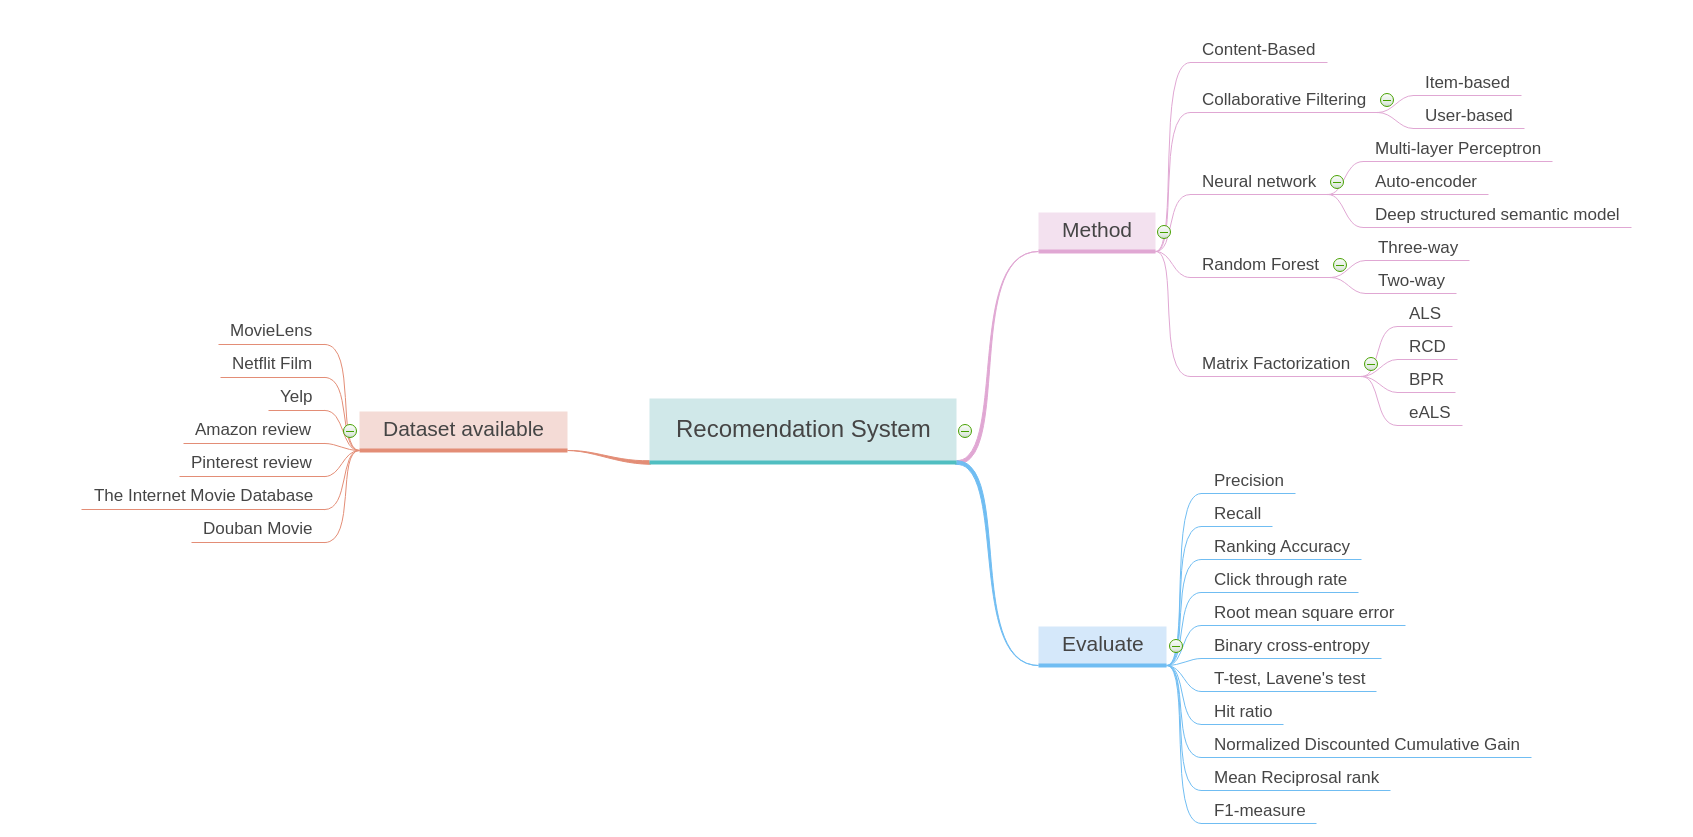 Recomendation System
Method
Content-Based
Collaborative Filtering
Item-based
User-based
Neural network
Multi-layer Perceptron
Auto-encoder
Deep structured semantic model
Random Forest
Three-way
Two-way
Matrix Factorization
ALS
RCD
BPR
eALS
Evaluate
Precision
Recall
Ranking Accuracy
Click through rate
Root mean square error
Binary cross-entropy
T-test, Lavene's test
Hit ratio
Normalized Discounted Cumulative Gain
Mean Reciprosal rank
F1-measure
Dataset available
MovieLens
Netflit Film
Yelp
Amazon review
Pinterest review
The Internet Movie Database
Douban Movie